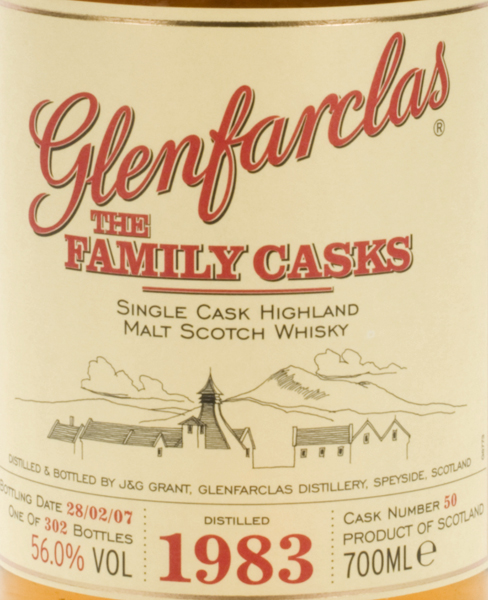 Glenfarclas ®
THE
FAMILY CASKS
SINGLE CASK HIGHLAND
MALT SCOTCH WHISKY
DISTILLED & BOTTLED BY J&G GRANT, GLENFARCLAS DISTILLERY, SPEYSIDE, SCOTLAND
BOTTLING DATE 28/02/07
ONE OF 302 BOTTLES
56.0% VOL
DISTILLED
1983
CASK NUMBER 50
PRODUCT OF SCOTLAND
700ML e